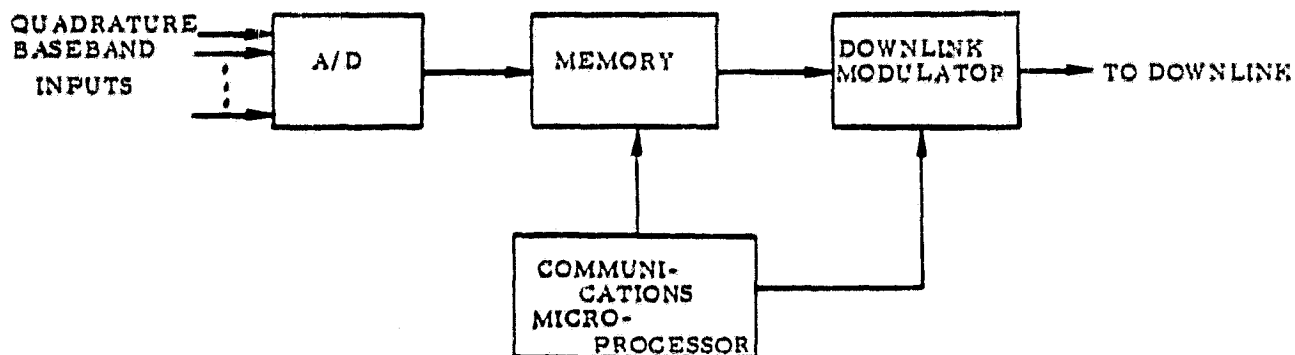 QUADRATURE
BASEBAND
INPUTS
A/D
MEMORY
DOWNLINK
MODULATOR
TO DOWNLINK
COMMUNI-
CATIONS
MICRO-
PROCESSOR